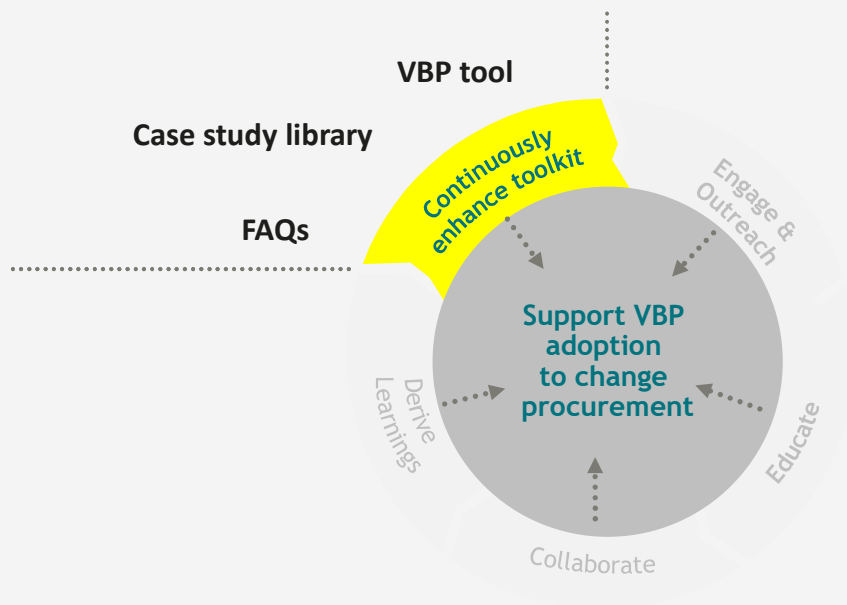 VBP tool
Case study library
FAQs
Continuously
enhance toolkit
Engage &
Outreach
Support VBP
adoption
to change
procurement
Derive
Learnings
Educate
Collaborate